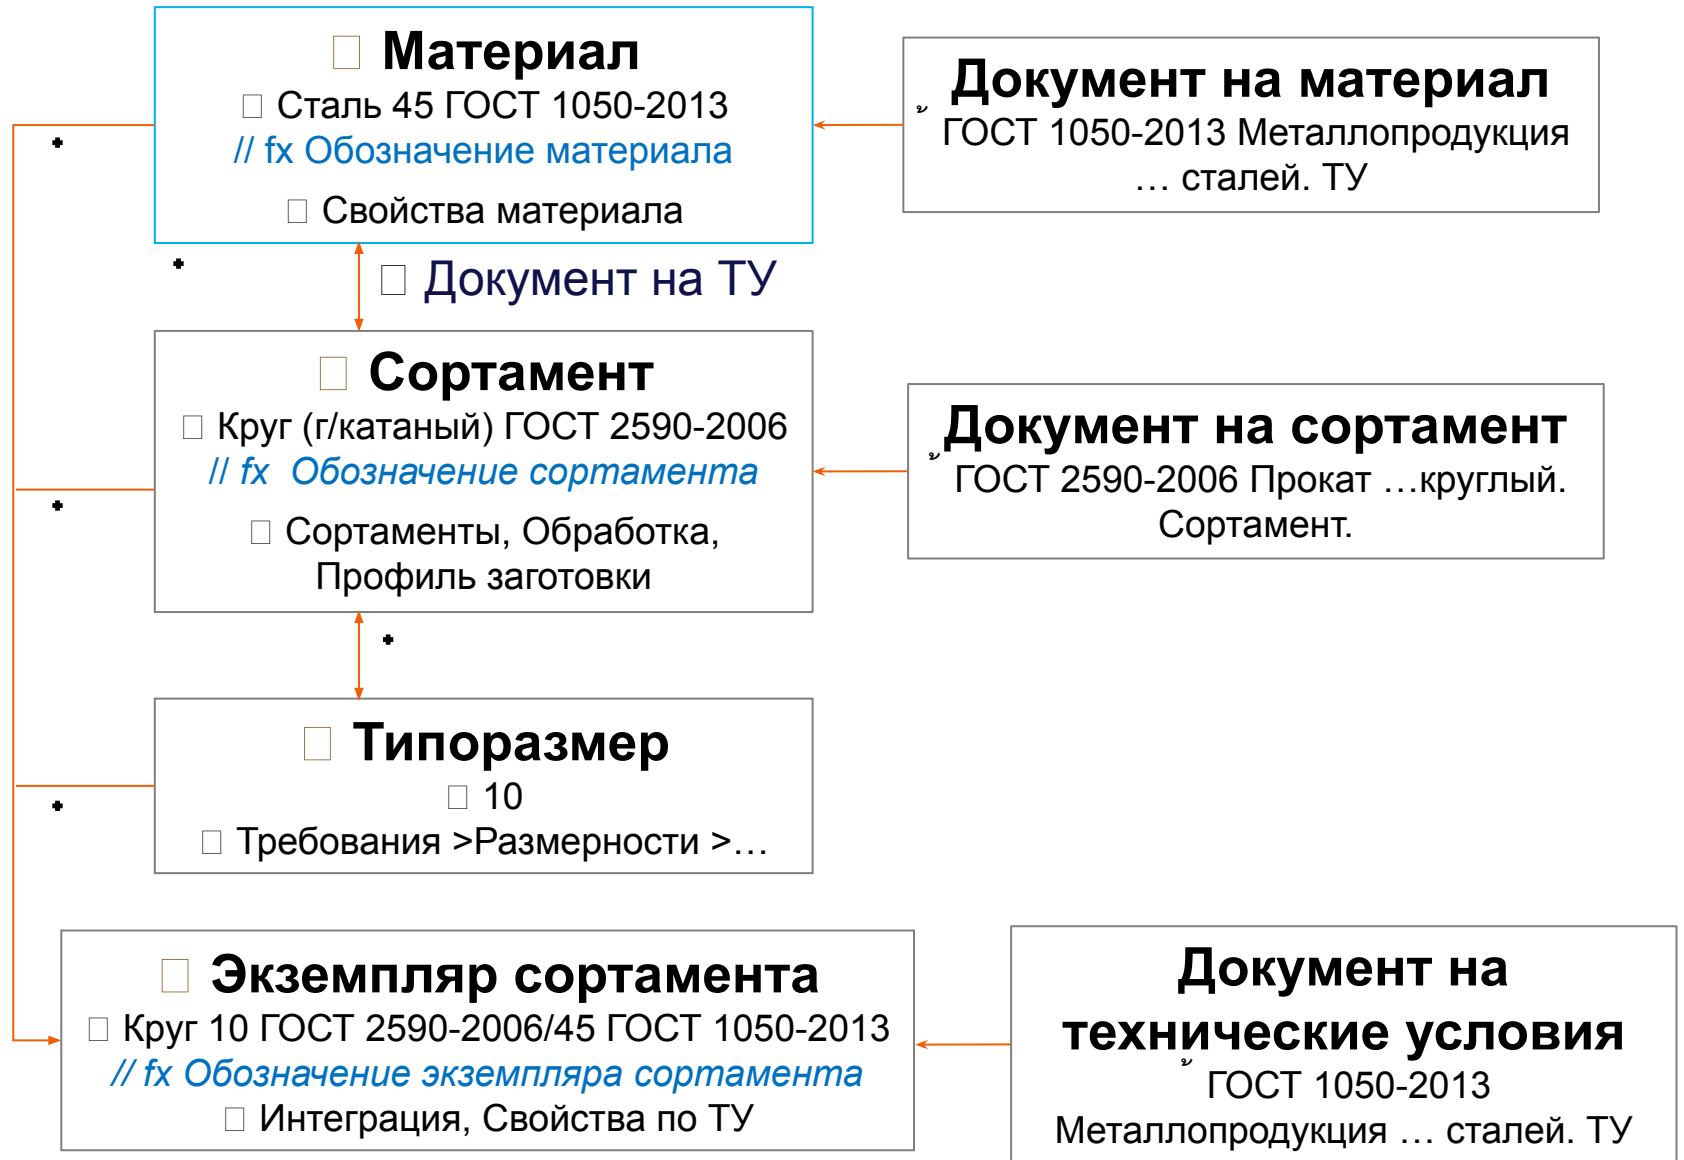 Материал
Сталь 45 ГОСТ 1050-2013
// fx Обозначение материала
Свойства материала
Документ на материал
ГОСТ 1050-2013 Металлопродукция
… сталей. ТУ
Документ на ТУ
Сортамент
Круг (г/катаный) ГОСТ 2590-2006
// fx Обозначение сортамента
Сортаменты, Обработка,
Профиль заготовки
Документ на сортамент
ГОСТ 2590-2006 Прокат …круглый.
Сортамент.
Типоразмер
10
Требования >Размерности >…
Экземпляр сортамента
Круг 10 ГОСТ 2590-2006/45 ГОСТ 1050-2013
// fx Обозначение экземпляра сортамента
Интеграция, Свойства по ТУ
Документ на
технические условия
ГОСТ 1050-2013
Металлопродукция … сталей. ТУ